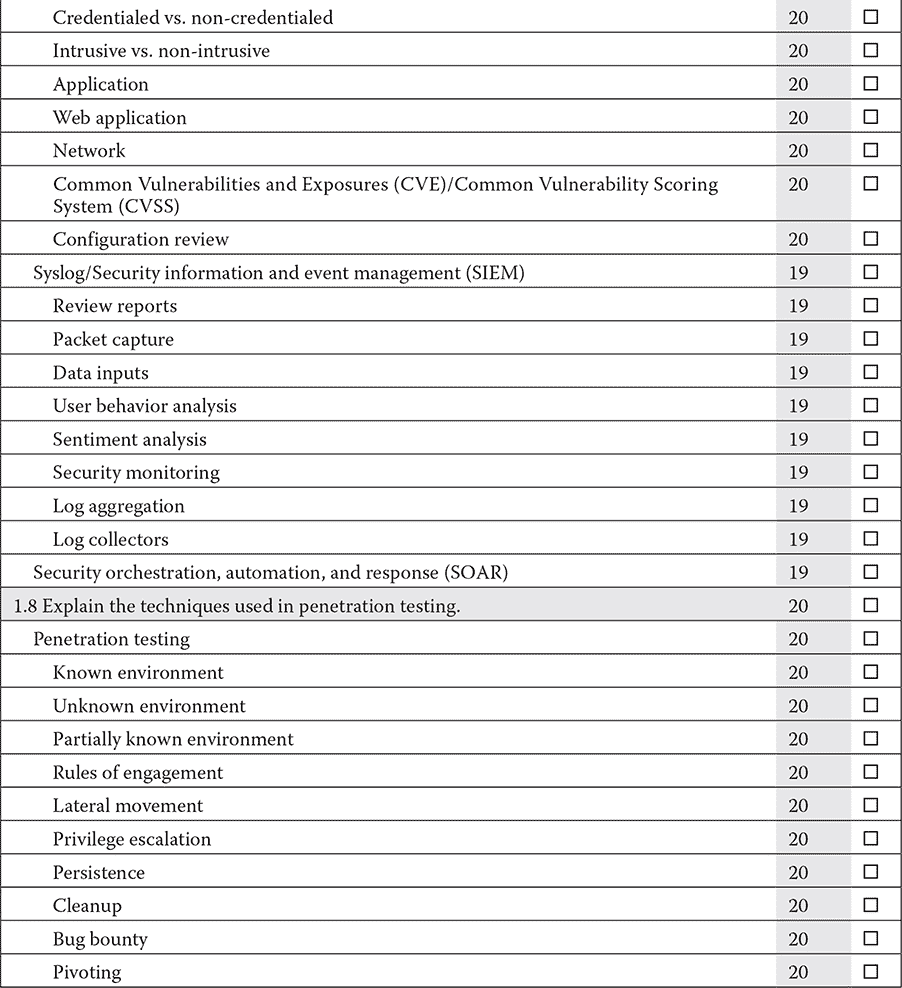 Credentialed vs. non-credentialed 20 ☐
Intrusive vs. non-intrusive 20 ☐
Application 20 ☐
Web application 20 ☐
Network 20 ☐
Common Vulnerabilities and Exposures (CVE)/Common Vulnerability Scoring 20 ☐
System (CVSS)
Configuration review 20 ☐
Syslog/Security information and event management (SIEM) 19 ☐
Review reports 19 ☐
Packet capture 19 ☐
Data inputs 19 ☐
User behavior analysis 19 ☐
Sentiment analysis 19 ☐
Security monitoring 19 ☐
Log aggregation 19 ☐
Log collectors 19 ☐
Security orchestration, automation, and response (SOAR) 19 ☐
1.8 Explain the techniques used in penetration testing. 20 ☐
Penetration testing 20 ☐
Known environment 20 ☐
Unknown environment 20 ☐
Partially known environment 20 ☐
Rules of engagement 20 ☐
Lateral movement 20 ☐
Privilege escalation 20 ☐
Persistence 20 ☐
Cleanup 20 ☐
Bug bounty 20 ☐
Pivoting 20 ☐